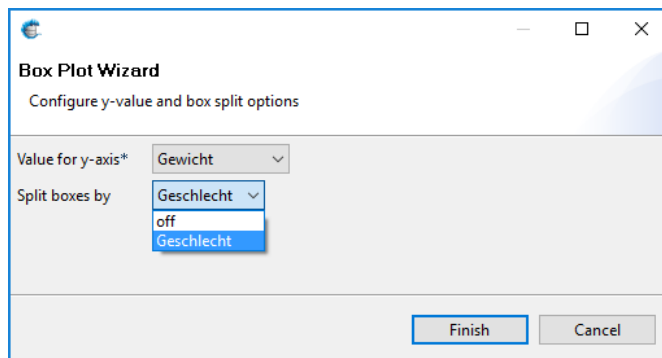 Box Plot Wizard
Configure y-value and box split options
Value for y-axis* Gewicht
Split boxes by Geschlecht
off
Geschlecht
Finish Cancel